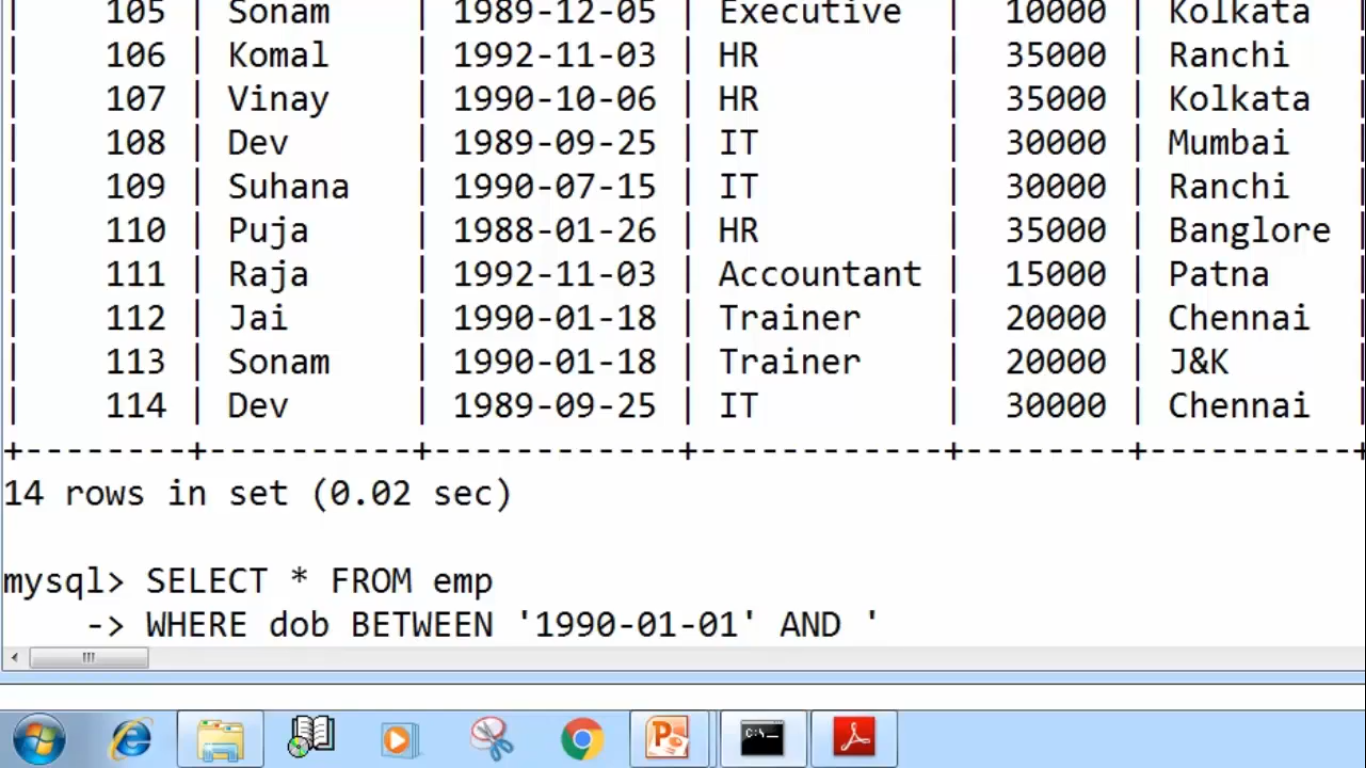 | 105 | Sonam | 1989-12-05 | Executive | 10000 | Kolkata
| 106 | Komal | 1992-11-03 | HR | 35000 | Ranchi |
| 107 | Vinay | 1990-10-06 | HR | 35000 | Kolkata |
| 108 | Dev | 1989-09-25 | IT | 30000 | Mumbai |
| 109 | Suhana | 1990-07-15 | IT | 30000 | Ranchi |
| 110 | Puja | 1988-01-26 | HR | 35000 | Banglore |
| 111 | Raja | 1992-11-03 | Accountant | 15000 | Patna |
| 112 | Jai | 1990-01-18 | Trainer | 20000 | Chennai |
| 113 | Sonam | 1990-01-18 | Trainer | 20000 | J&K |
| 114 | Dev | 1989-09-25 | IT | 30000 | Chennai |
+--------+----------+------------+------------+--------+----------+
14 rows in set (0.02 sec)
mysql> SELECT * FROM emp
-> WHERE dob BETWEEN '1990-01-01' AND '
C:\_